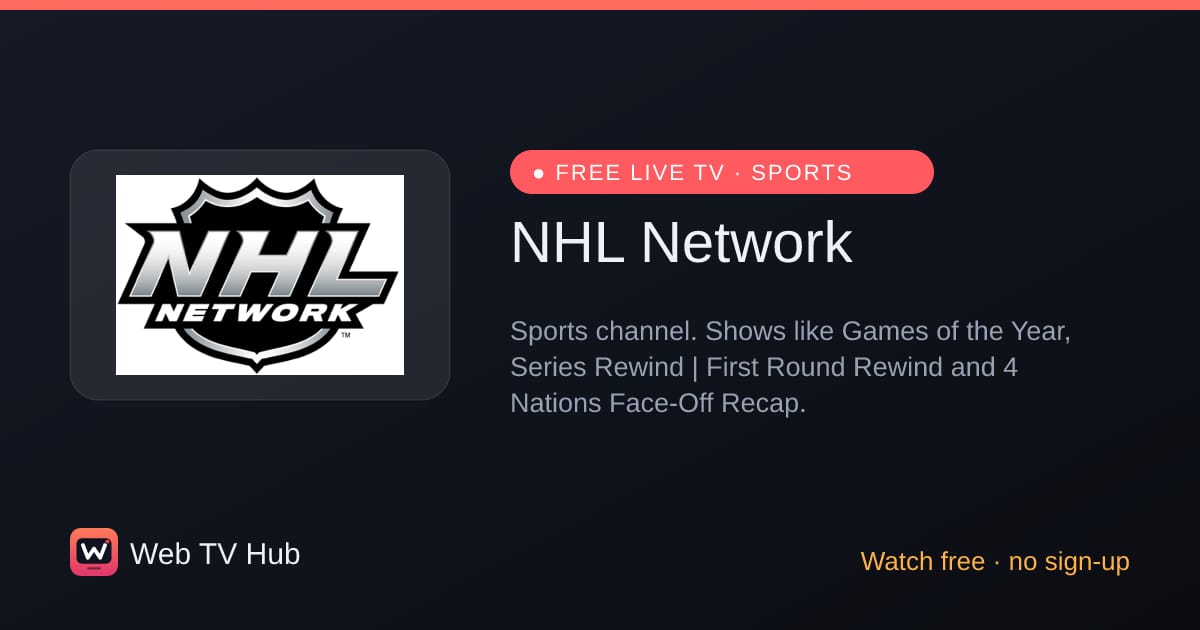 NHL
NETWORK
™
• FREE LIVE TV · SPORTS
NHL Network
Sports channel. Shows like Games of the Year,
Series Rewind | First Round Rewind and 4
Nations Face-Off Recap.
W
Web TV Hub
Watch free · no sign-up